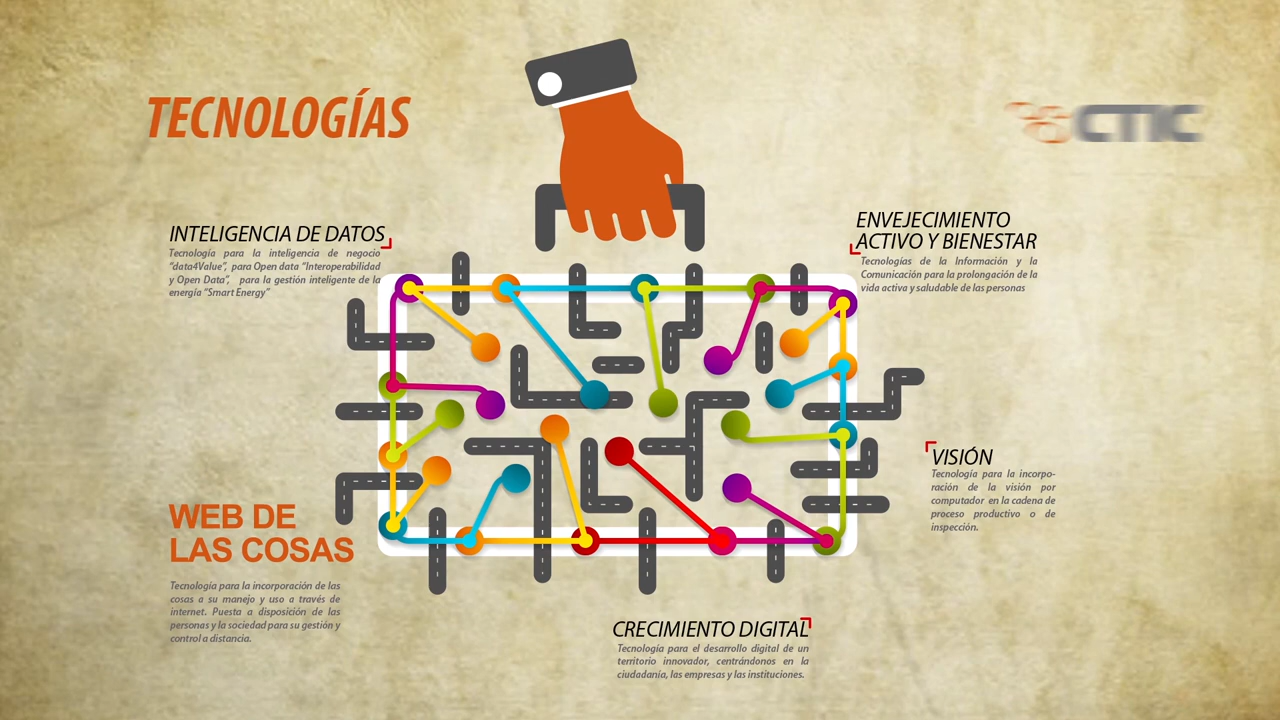 TECNOLOGÍAS
CTIC
INTELIGENCIA DE DATOS
Tecnología para la inteligencia de negocio
“data4Value”, para Open data “Interoperabilidad
y Open Data”, para la gestión inteligente de la
energía “Smart Energy”
ENVEJECIMIENTO
ACTIVO Y BIENESTAR
Tecnologías de la Información y la
Comunicación para la prolongación de la
vida activa y saludable de las personas
VISIÓN
Tecnología para la incorpo-
ración de la visión por
computador en la cadena de
proceso productivo o de
inspección.
WEB DE
LAS COSAS
Tecnología para la incorporación de las
cosas a su manejo y uso a través de
internet. Puesta a disposición de las
personas y la sociedad para su gestión y
control a distancia.
CRECIMIENTO DIGITAL
Tecnología para el desarrollo digital de un
territorio innovador, centrándonos en la
ciudadanía, las empresas y las instituciones.